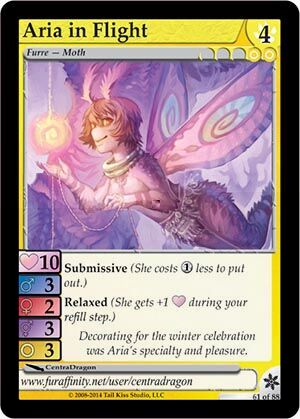 Aria in Flight 4
Furre — Moth
10 Submissive (She costs 1 less to put
♂ 3 out.)
♀ 2 Relaxed (She gets +1 ♡ during your
⚥ 3 refill step.)
3 Decorating for the winter celebration
was Aria's specialty and pleasure.
CentraDragon
www.furaffinity.net/user/centradragon
© 2008-2014 Tail Kiss Studio, LLC 61 of 88